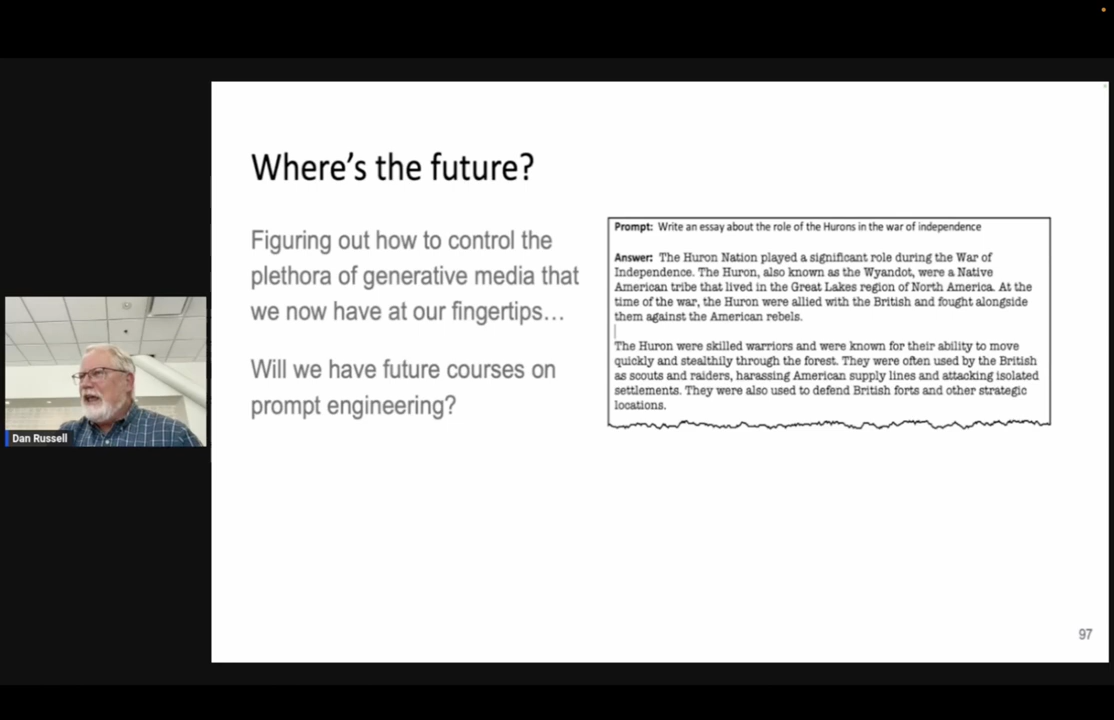 Where's the future?
Figuring out how to control the
plethora of generative media that
we now have at our fingertips...
Will we have future courses on
prompt engineering?
Prompt: Write an essay about the role of the Hurons in the war of independence
Answer: The Huron Nation played a significant role during the War of
Independence. The Huron, also known as the Wyandot, were a Native
American tribe that lived in the Great Lakes region of North America. At the
time of the war, the Huron were allied with the British and fought alongside
them against the American rebels.
The Huron were skilled warriors and were known for their ability to move
quickly and stealthily through the forest. They were often used by the British
as scouts and raiders, harassing American supply lines and attacking isolated
settlements. They were also used to defend British forts and other strategic
locations.
Dan Russell
97